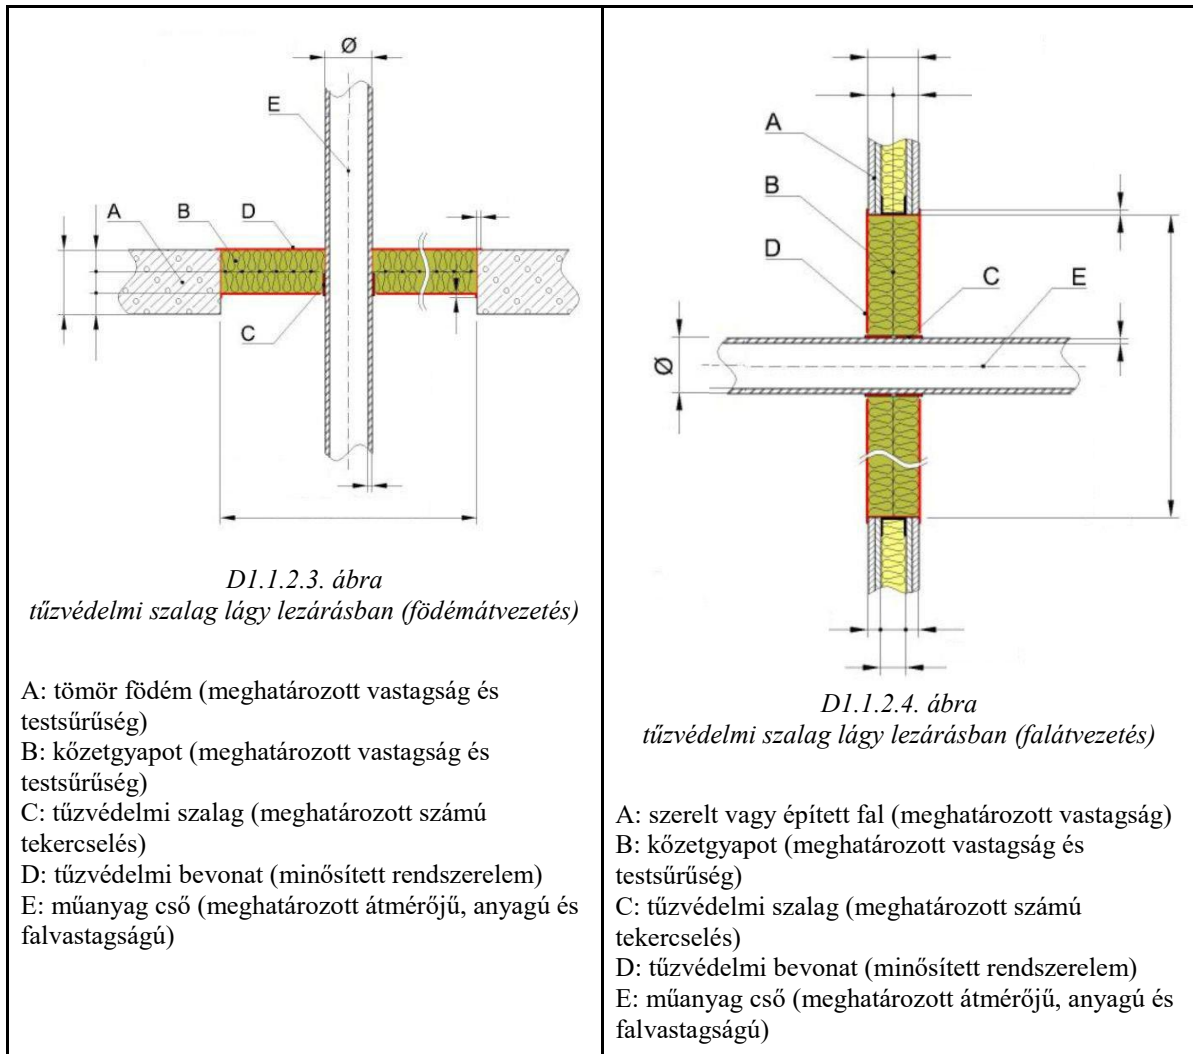 Ø
E
A
B
D
C
D1.1.2.3. ábra
tűzvédelmi szalag lágy lezárásban (födémátvezetés)
A: tömör födém (meghatározott vastagság és
testsűrűség)
B: kőzetgyapot (meghatározott vastagság és
testsűrűség)
C: tűzvédelmi szalag (meghatározott számú
tekercselés)
D: tűzvédelmi bevonat (minősített rendszerelem)
E: műanyag cső (meghatározott átmérőjű, anyagú és
falvastagságú)
A
B
D
C
E
Ø
D1.1.2.4. ábra
tűzvédelmi szalag lágy lezárásban (falátvezetés)
A: szerelt vagy épített fal (meghatározott vastagság)
B: kőzetgyapot (meghatározott vastagság és
testsűrűség)
C: tűzvédelmi szalag (meghatározott számú
tekercselés)
D: tűzvédelmi bevonat (minősített rendszerelem)
E: műanyag cső (meghatározott átmérőjű, anyagú és
falvastagságú)